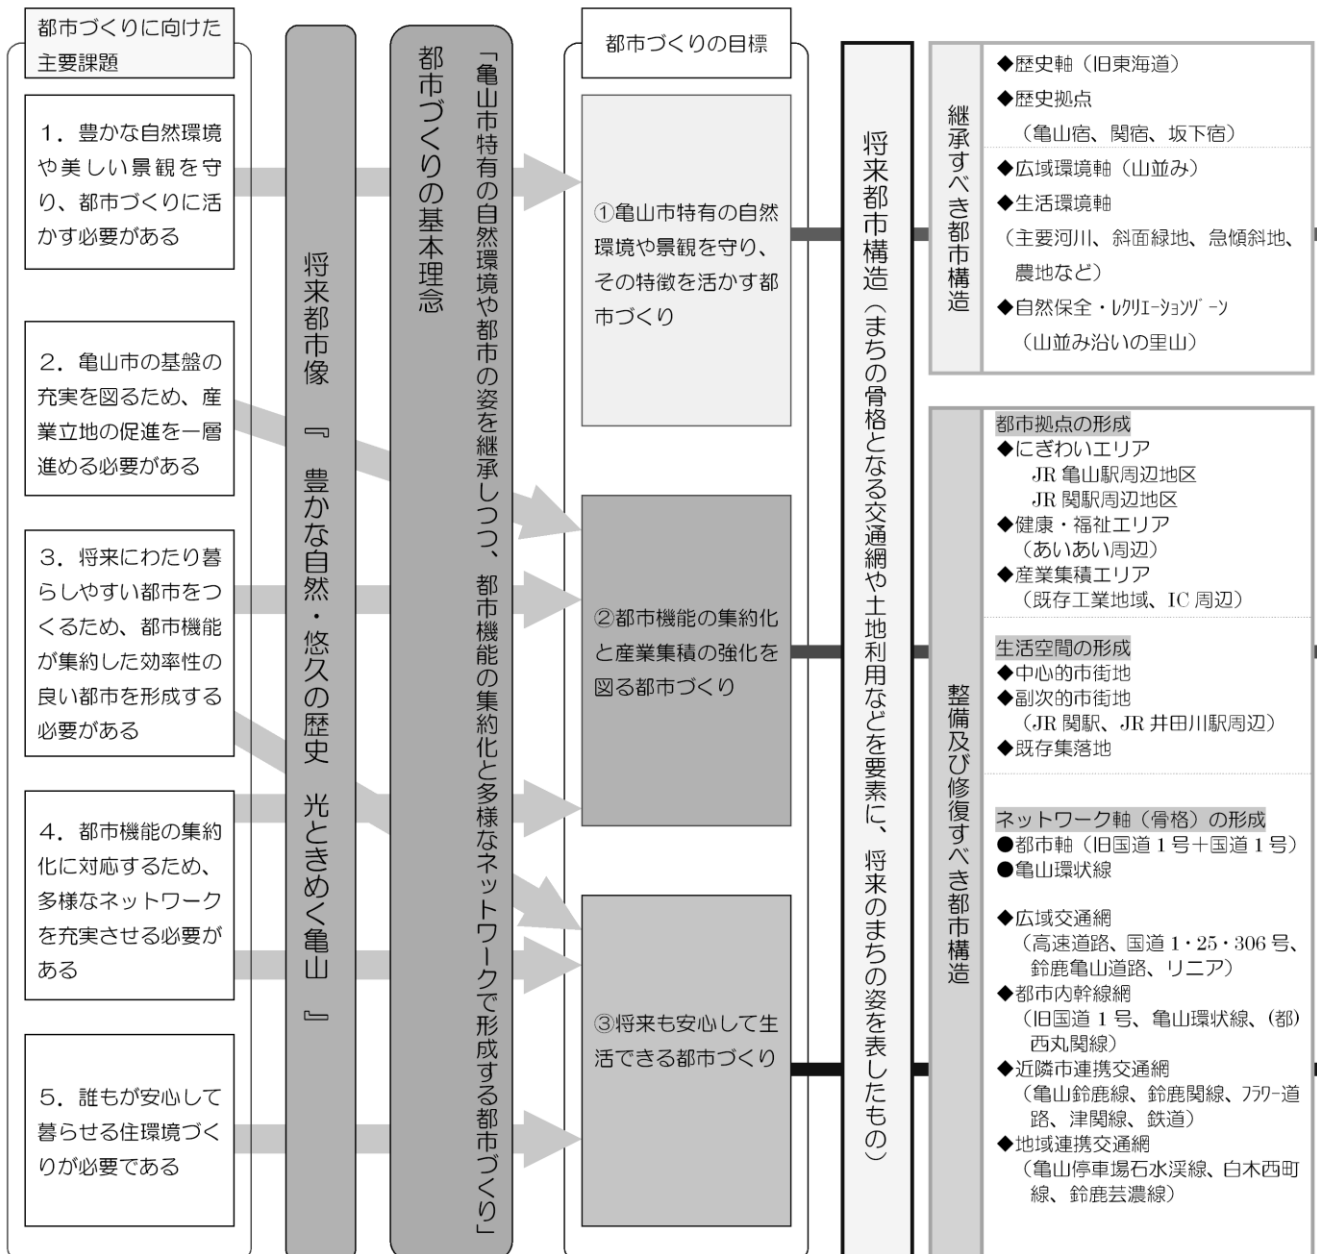 都市づくりに向けた
主要課題
1．豊かな自然環境
や美しい景観を守
り、都市づくりに活
かす必要がある
2．亀山市の基盤の
充実を図るため、産
業立地の促進を一層
進める必要がある
3．将来にわたり暮
らしやすい都市をつ
くるため、都市機能
が集約した効率性の
良い都市を形成する
必要がある
4．都市機能の集約
化に対応するため、
多様なネットワーク
を充実させる必要が
ある
5．誰もが安心して
暮らせる住環境づく
りが必要である
将来都市像 『 豊かな自然・悠久の歴史 光ときめく亀山 』
都市づくりの基本理念
「亀山市特有の自然環境や都市の姿を継承しつつ、都市機能の集約化と多様なネットワークで形成する都市づくり」
都市づくりの目標
①亀山市特有の自然
環境や景観を守り、
その特徴を活かす都
市づくり
②都市機能の集約化
と産業集積の強化を
図る都市づくり
③将来も安心して生
活できる都市づくり
将来都市構造（まちの骨格となる交通網や土地利用などを要素に、将来のまちの姿を表したもの）
継承すべき都市構造
◆歴史軸（旧東海道）
◆歴史拠点
（亀山宿、関宿、坂下宿）
◆広域環境軸（山並み）
◆生活環境軸
（主要河川、斜面緑地、急傾斜地、
農地など）
◆自然保全・ﾚｸﾘｴｰｼｮﾝｿﾞｰﾝ
（山並み沿いの里山）
整備及び修復すべき都市構造
都市拠点の形成
◆にぎわいエリア
JR 亀山駅周辺地区
JR 関駅周辺地区
◆健康・福祉エリア
（あいあい周辺）
◆産業集積エリア
（既存工業地域、IC 周辺）
生活空間の形成
◆中心的市街地
◆副次的市街地
（JR 関駅、JR 井田川駅周辺）
◆既存集落地
ネットワーク軸（骨格）の形成
●都市軸（旧国道 1 号＋国道 1 号）
●亀山環状線
◆広域交通網
（高速道路、国道 1・25・306 号、
鈴鹿亀山道路、リニア）
◆都市内幹線網
（旧国道 1 号、亀山環状線、(都)
西丸関線）
◆近隣市連携交通網
（亀山鈴鹿線、鈴鹿関線、ﾌﾗﾜｰ道
路、津関線、鉄道）
◆地域連携交通網
（亀山停車場石水渓線、白木西町
線、鈴鹿芸濃線）